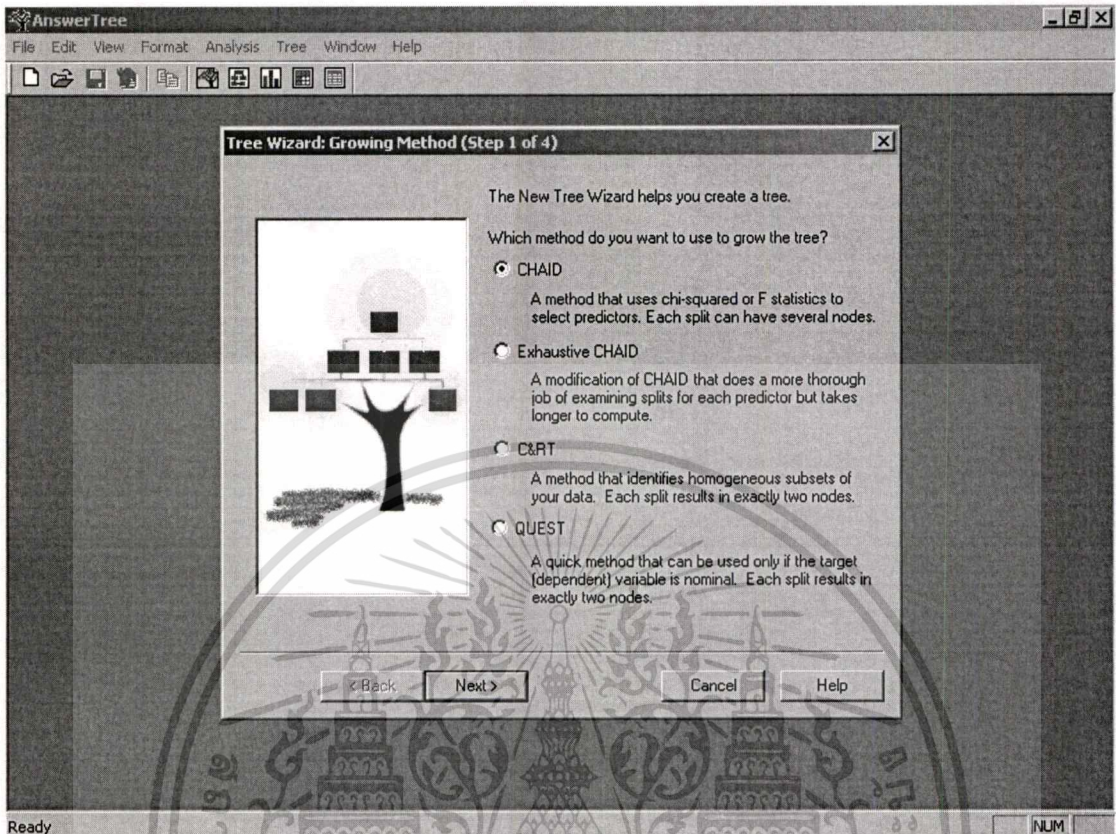 AnswerTree
File Edit View Format Analysis Tree Window Help
Tree Wizard: Growing Method (Step 1 of 4)
The New Tree Wizard helps you create a tree.
Which method do you want to use to grow the tree?
CHAID
A method that uses chi-squared or F statistics to
select predictors. Each split can have several nodes.
Exhaustive CHAID
A modification of CHAID that does a more thorough
job of examining splits for each predictor but takes
longer to compute.
C&RT
A method that identifies homogeneous subsets of
your data. Each split results in exactly two nodes.
QUEST
A quick method that can be used only if the target
(dependent) variable is nominal. Each split results in
exactly two nodes.
< Back Next > Cancel Help
Ready NUM